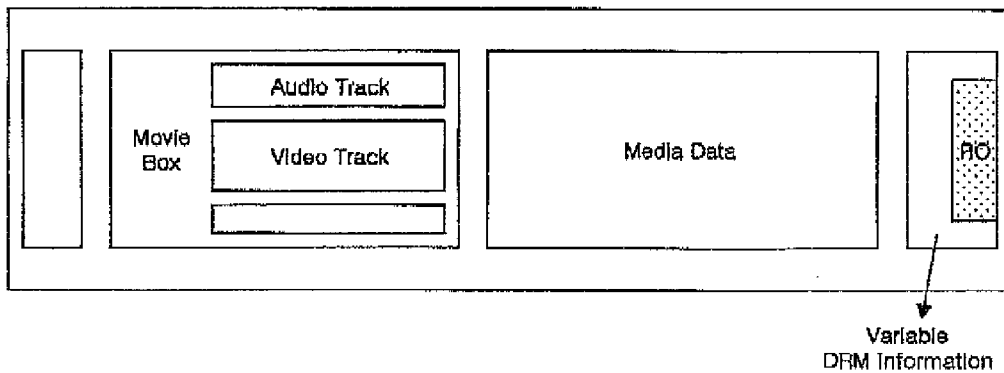 Audio Track
Movie
Box
Video Track
Media Data
RO
Variable
DRM Information